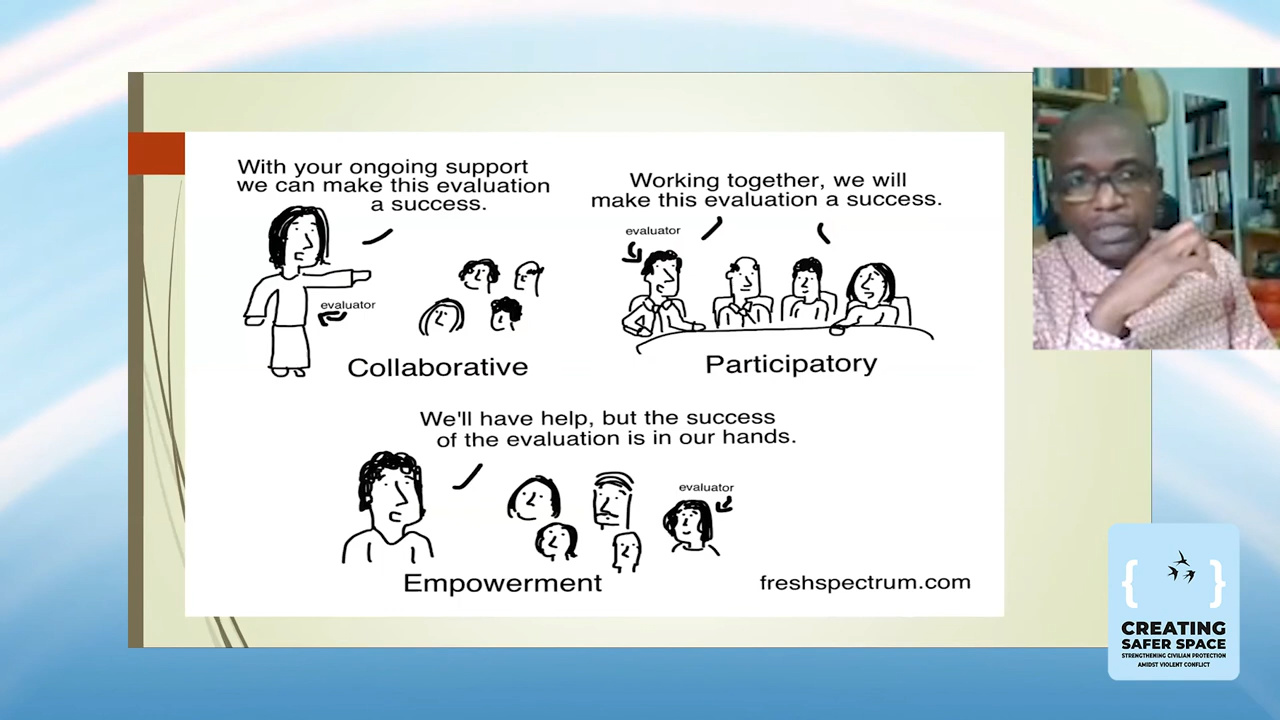 With your ongoing support
we can make this evaluation
a success.
evaluator
Collaborative
Working together, we will
make this evaluation a success.
evaluator
Participatory
We'll have help, but the success
of the evaluation is in our hands.
evaluator
Empowerment
freshspectrum.com
{ }
CREATING
SAFER SPACE
STRENGTHENING CIVILIAN PROTECTION
AMIDST VIOLENT CONFLICT